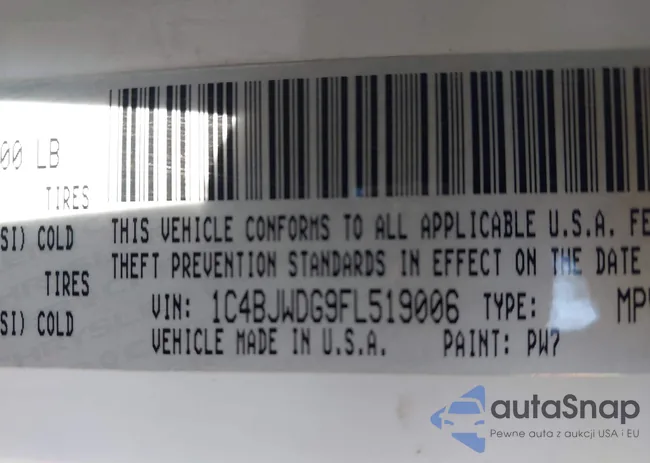 00 LB
TIRES
SI) COLD
TIRES
SI) COLD
THIS VEHICLE CONFORMS TO ALL APPLICABLE U.S.A. FE
THEFT PREVENTION STANDARDS IN EFFECT ON THE DATE
VIN: 1C4BJWDG9FL519006 TYPE: MP
VEHICLE MADE IN U.S.A. PAINT: PW7
autaSnap
Pewne auta z aukcji USA i EU